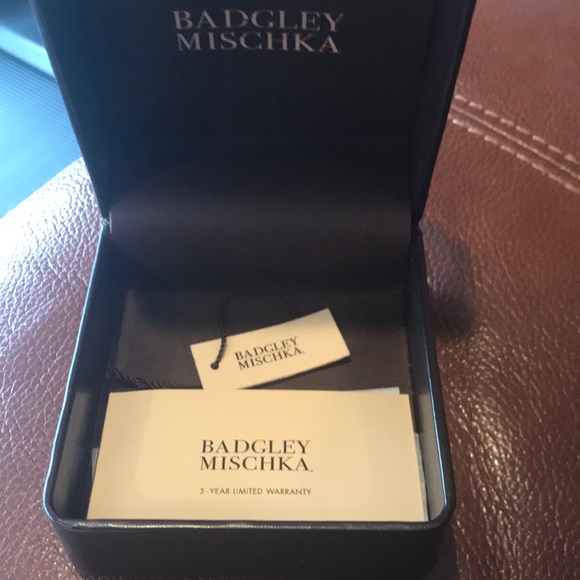 BADGLEY
MISCHKA
BADGLEY
MISCHKA.
BADGLEY
MISCHKA.
5-YEAR LIMITED WARRANTY